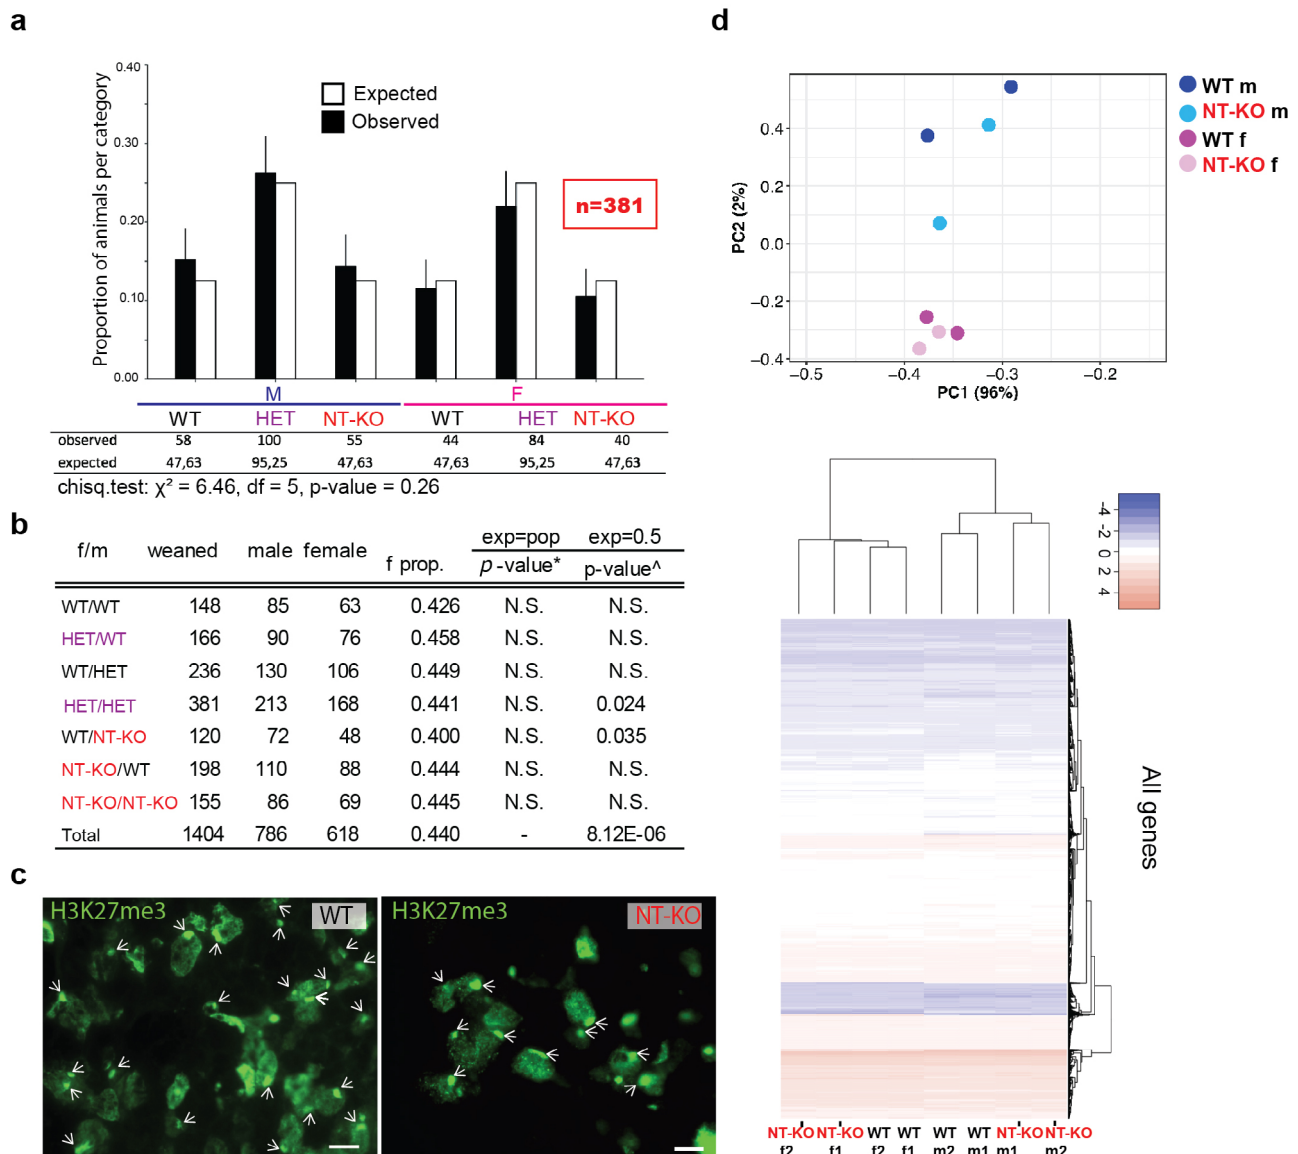 a
Proportion of animals per category
0.40
0.30
0.20
0.10
0.00
Expected
Observed
n=381
M F
WT HET NT-KO WT HET NT-KO
observed 58 100 55 44 84 40
expected 47,63 95,25 47,63 47,63 95,25 47,63
chisq.test: χ² = 6.46, df = 5, p-value = 0.26
b
exp=pop exp=0.5
f/m weaned male female f prop. p-value* p-value^
WT/WT 148 85 63 0.426 N.S. N.S.
HET/WT 166 90 76 0.458 N.S. N.S.
WT/HET 236 130 106 0.449 N.S. N.S.
HET/HET 381 213 168 0.441 N.S. 0.024
WT/NT-KO 120 72 48 0.400 N.S. 0.035
NT-KO/WT 198 110 88 0.444 N.S. N.S.
NT-KO/NT-KO 155 86 69 0.445 N.S. N.S.
Total 1404 786 618 0.440 - 8.12E-06
c
H3K27me3 WT
H3K27me3 NT-KO
d
PC2 (2%)
0.4
0.2
0.0
−0.2
−0.4
−0.5 −0.4 −0.3 −0.2
PC1 (96%)
WT m
NT-KO m
WT f
NT-KO f
-4 -2 0 2 4
All genes
NT-KO NT-KO WT WT WT WT NT-KO NT-KO
f2 f1 f2 f1 m2 m1 m1 m2